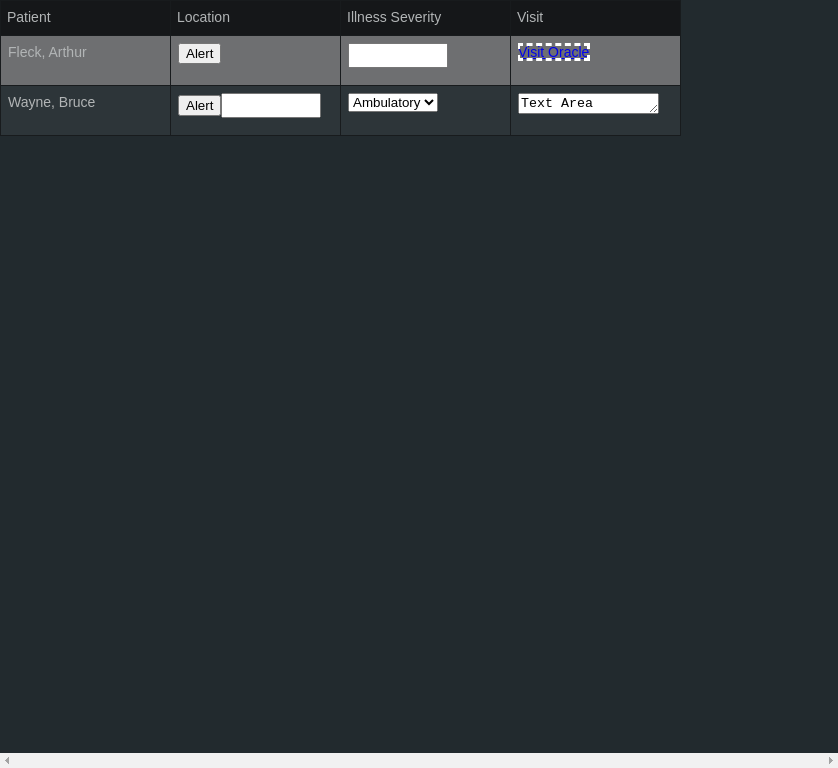 Patient Location Illness Severity Visit
Fleck, Arthur Alert Visit Oracle
Wayne, Bruce Alert Ambulatory Text Area